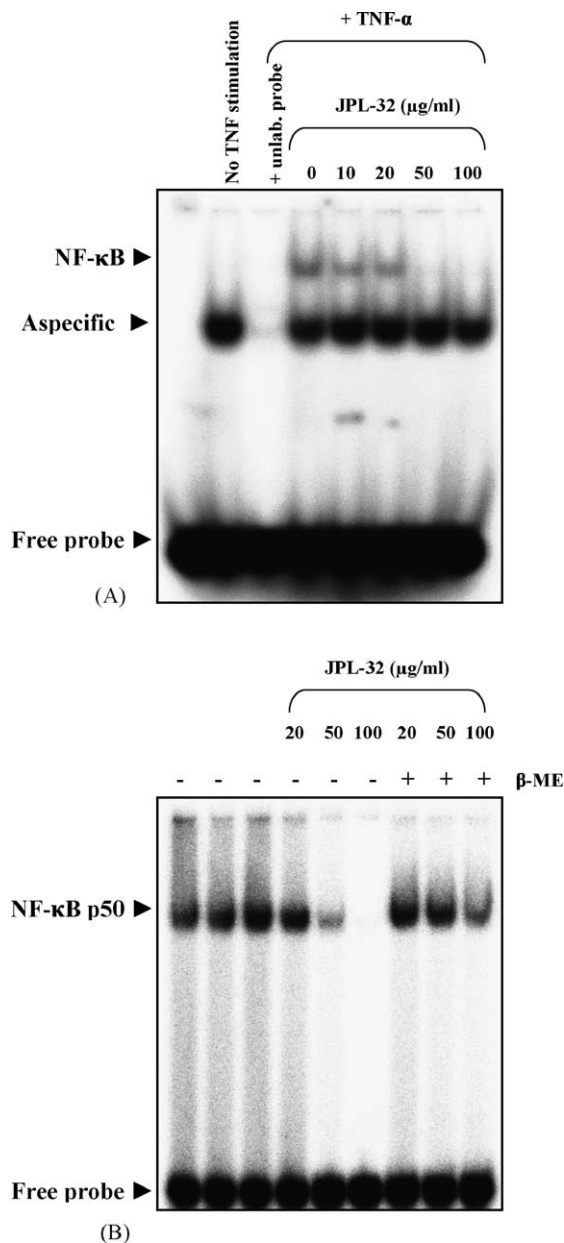 + TNF-α
No TNF stimulation
+ unlab. probe
JPL-32 (µg/ml)
0 10 20 50 100
NF-κB
Aspecific
Free probe
(A)
JPL-32 (µg/ml)
20 50 100 20 50 100
- - - - - - + + + β-ME
NF-κB p50
Free probe
(B)